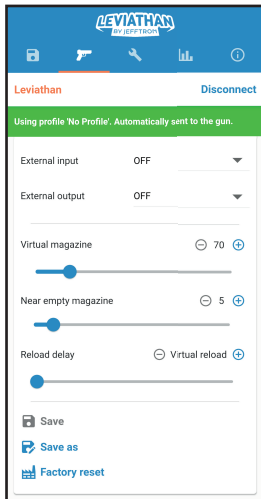 LEVIATHAN
BY JEFFTRON
Leviathan Disconnect
Using profile 'No Profile'. Automatically sent to the gun.
External input OFF
External output OFF
Virtual magazine 70
Near empty magazine 5
Reload delay Virtual reload
Save
Save as
Factory reset